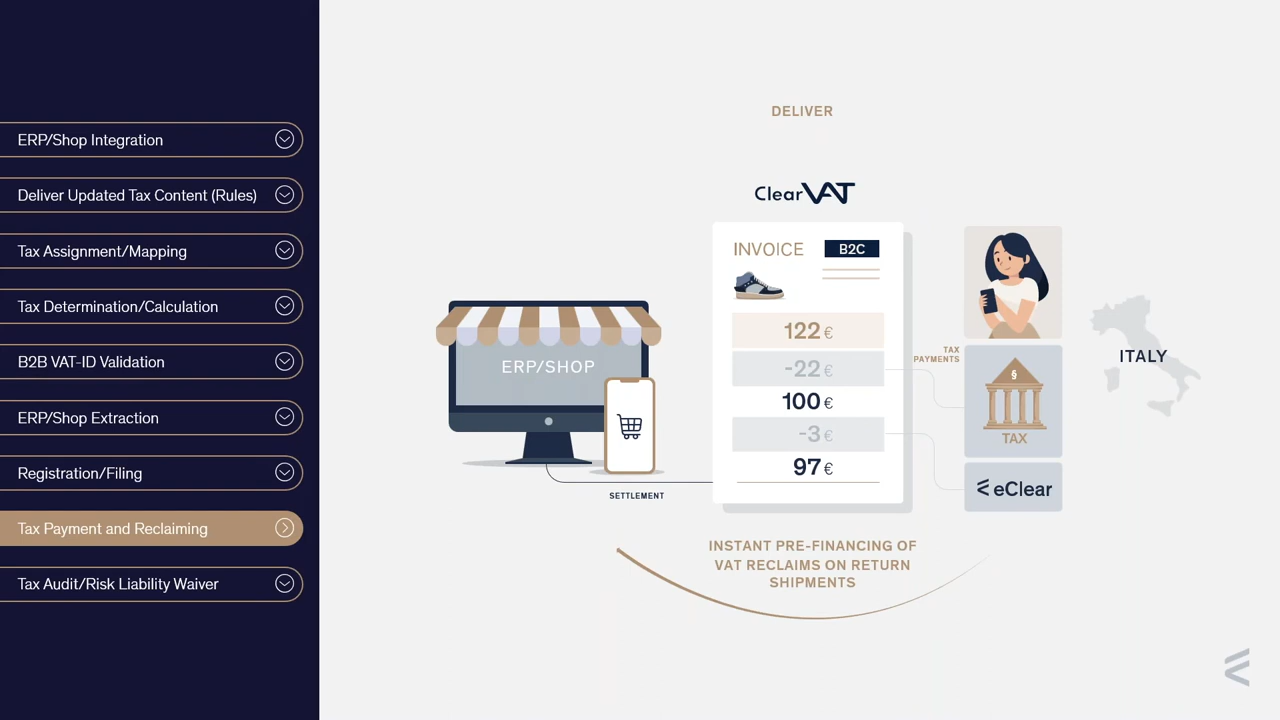 ERP/Shop Integration
Deliver Updated Tax Content (Rules)
Tax Assignment/Mapping
Tax Determination/Calculation
B2B VAT-ID Validation
ERP/Shop Extraction
Registration/Filing
Tax Payment and Reclaiming
Tax Audit/Risk Liability Waiver
DELIVER
ClearVAT
INVOICE B2C
122 €
-22 €
100 €
-3 €
97 €
ERP/SHOP
SETTLEMENT
TAX
PAYMENTS
§
TAX
eClear
ITALY
INSTANT PRE-FINANCING OF
VAT RECLAIMS ON RETURN
SHIPMENTS